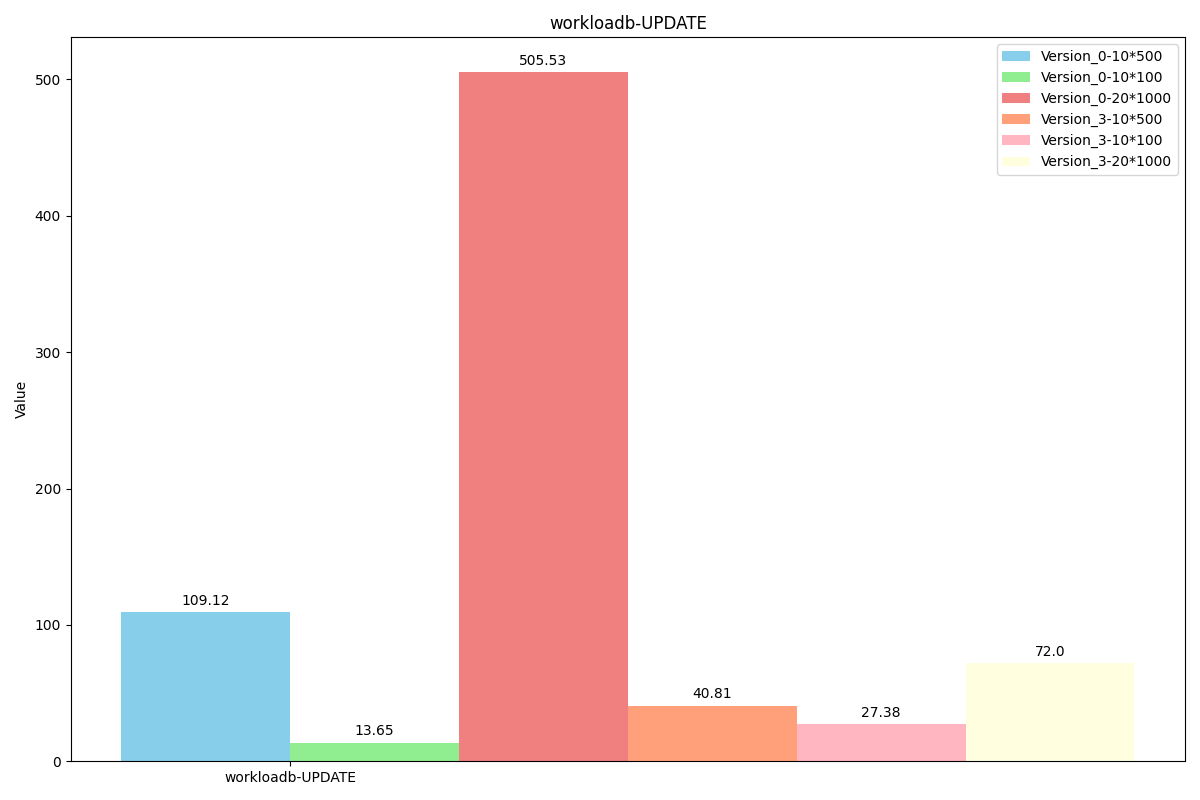 workloadb-UPDATE
Version_0-10*500
Version_0-10*100
Version_0-20*1000
Version_3-10*500
Version_3-10*100
Version_3-20*1000
Value
500
400
300
200
100
0
109.12
13.65
505.53
40.81
27.38
72.0
workloadb-UPDATE